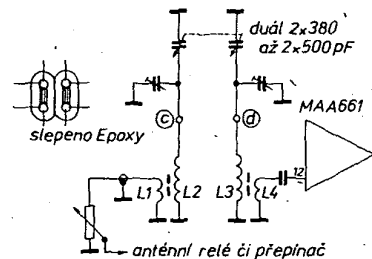 duál 2x380
až 2x500 pF
MAA661
slepeno Epoxy
c
d
12
L1
L2
L3
L4
anténní relé či přepínač